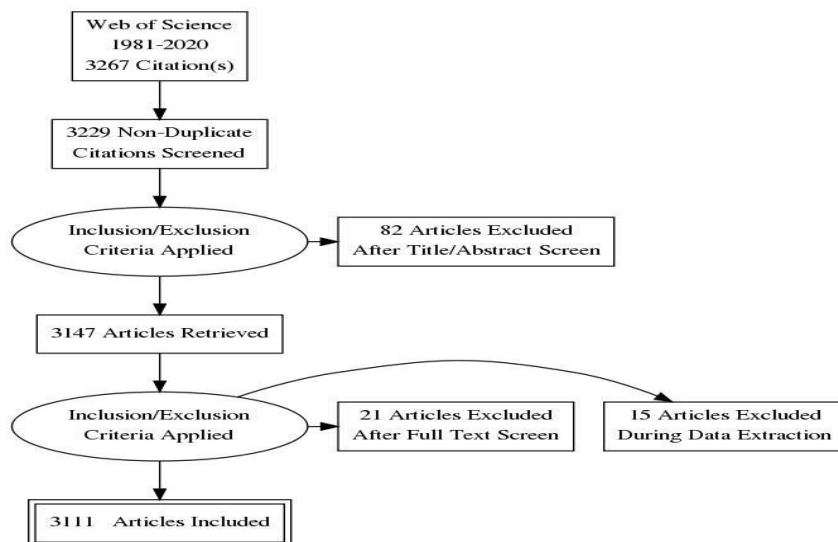 Web of Science
1981-2020
3267 Citation(s)
3229 Non-Duplicate
Citations Screened
Inclusion/Exclusion
Criteria Applied
82 Articles Excluded
After Title/Abstract Screen
3147 Articles Retrieved
Inclusion/Exclusion
Criteria Applied
21 Articles Excluded
After Full Text Screen
15 Articles Excluded
During Data Extraction
3111 Articles Included